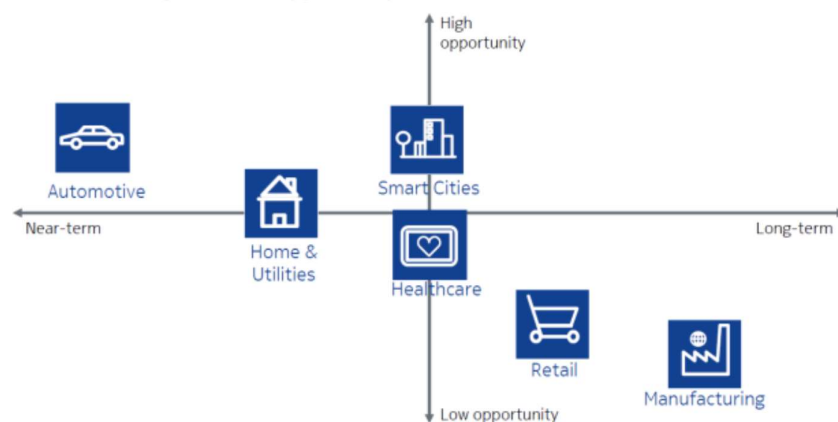 High
opportunity
Automotive
Smart Cities
Near-term
Long-term
Home &
Utilities
Healthcare
Retail
Manufacturing
Low opportunity